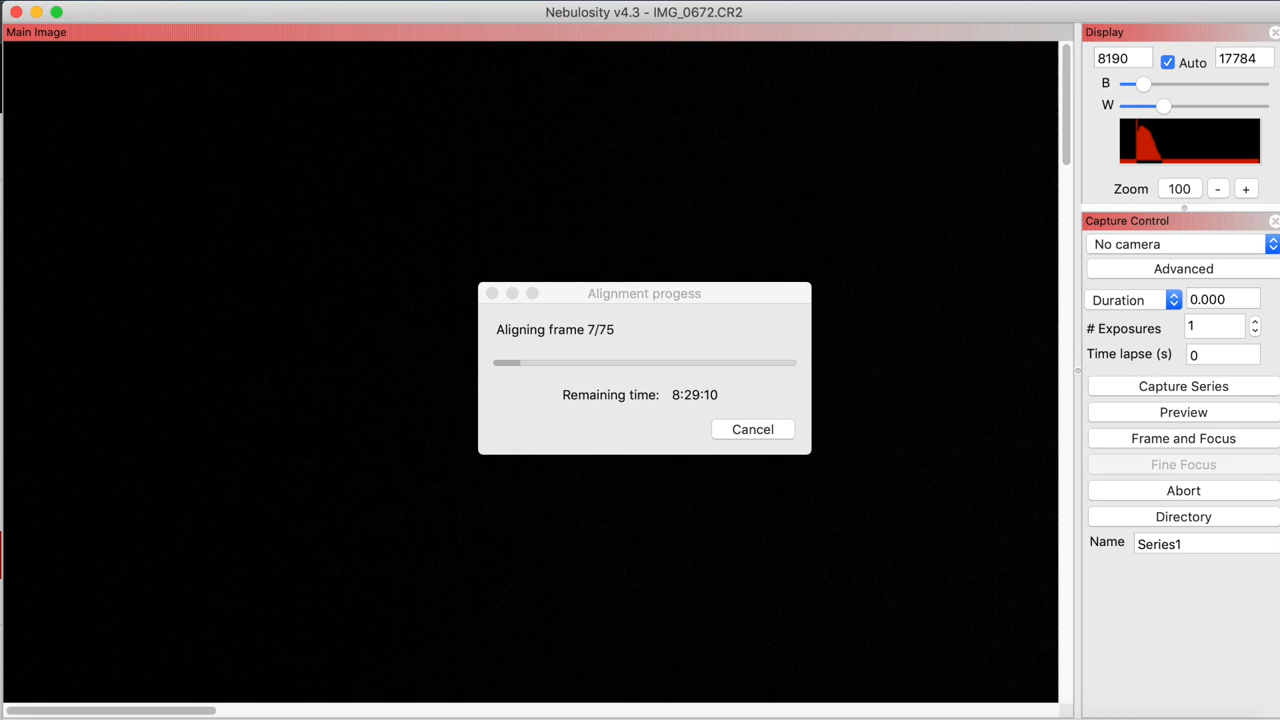 Nebulosity v4.3 - IMG_0672.CR2
Main Image
Display
8190
Auto
17784
B
W
Zoom 100 - +
Capture Control
No camera
Advanced
Duration 0.000
# Exposures 1
Time lapse (s) 0
Capture Series
Preview
Frame and Focus
Fine Focus
Abort
Directory
Name Series1
Alignment progess
Aligning frame 7/75
Remaining time: 8:29:10
Cancel